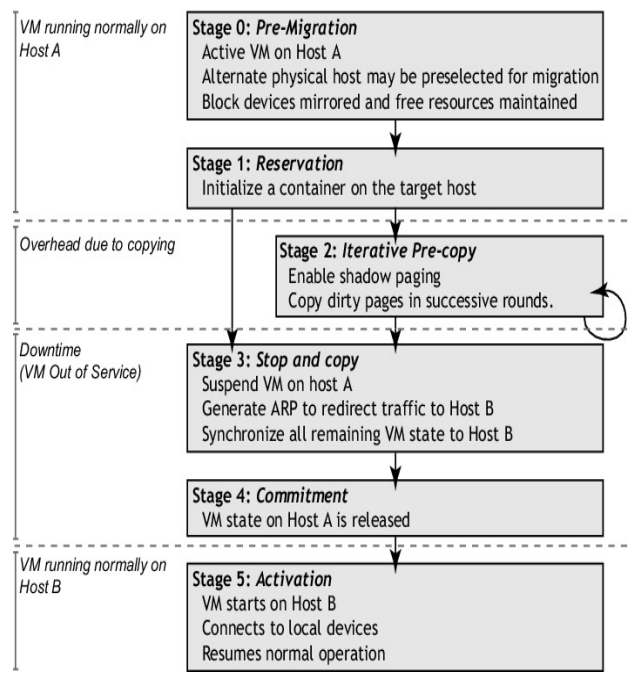 VM running normally on
Host A
Stage 0: Pre-Migration
Active VM on Host A
Alternate physical host may be preselected for migration
Block devices mirrored and free resources maintained
Stage 1: Reservation
Initialize a container on the target host
Overhead due to copying
Stage 2: Iterative Pre-copy
Enable shadow paging
Copy dirty pages in successive rounds.
Downtime
(VM Out of Service)
Stage 3: Stop and copy
Suspend VM on host A
Generate ARP to redirect traffic to Host B
Synchronize all remaining VM state to Host B
Stage 4: Commitment
VM state on Host A is released
VM running normally on
Host B
Stage 5: Activation
VM starts on Host B
Connects to local devices
Resumes normal operation